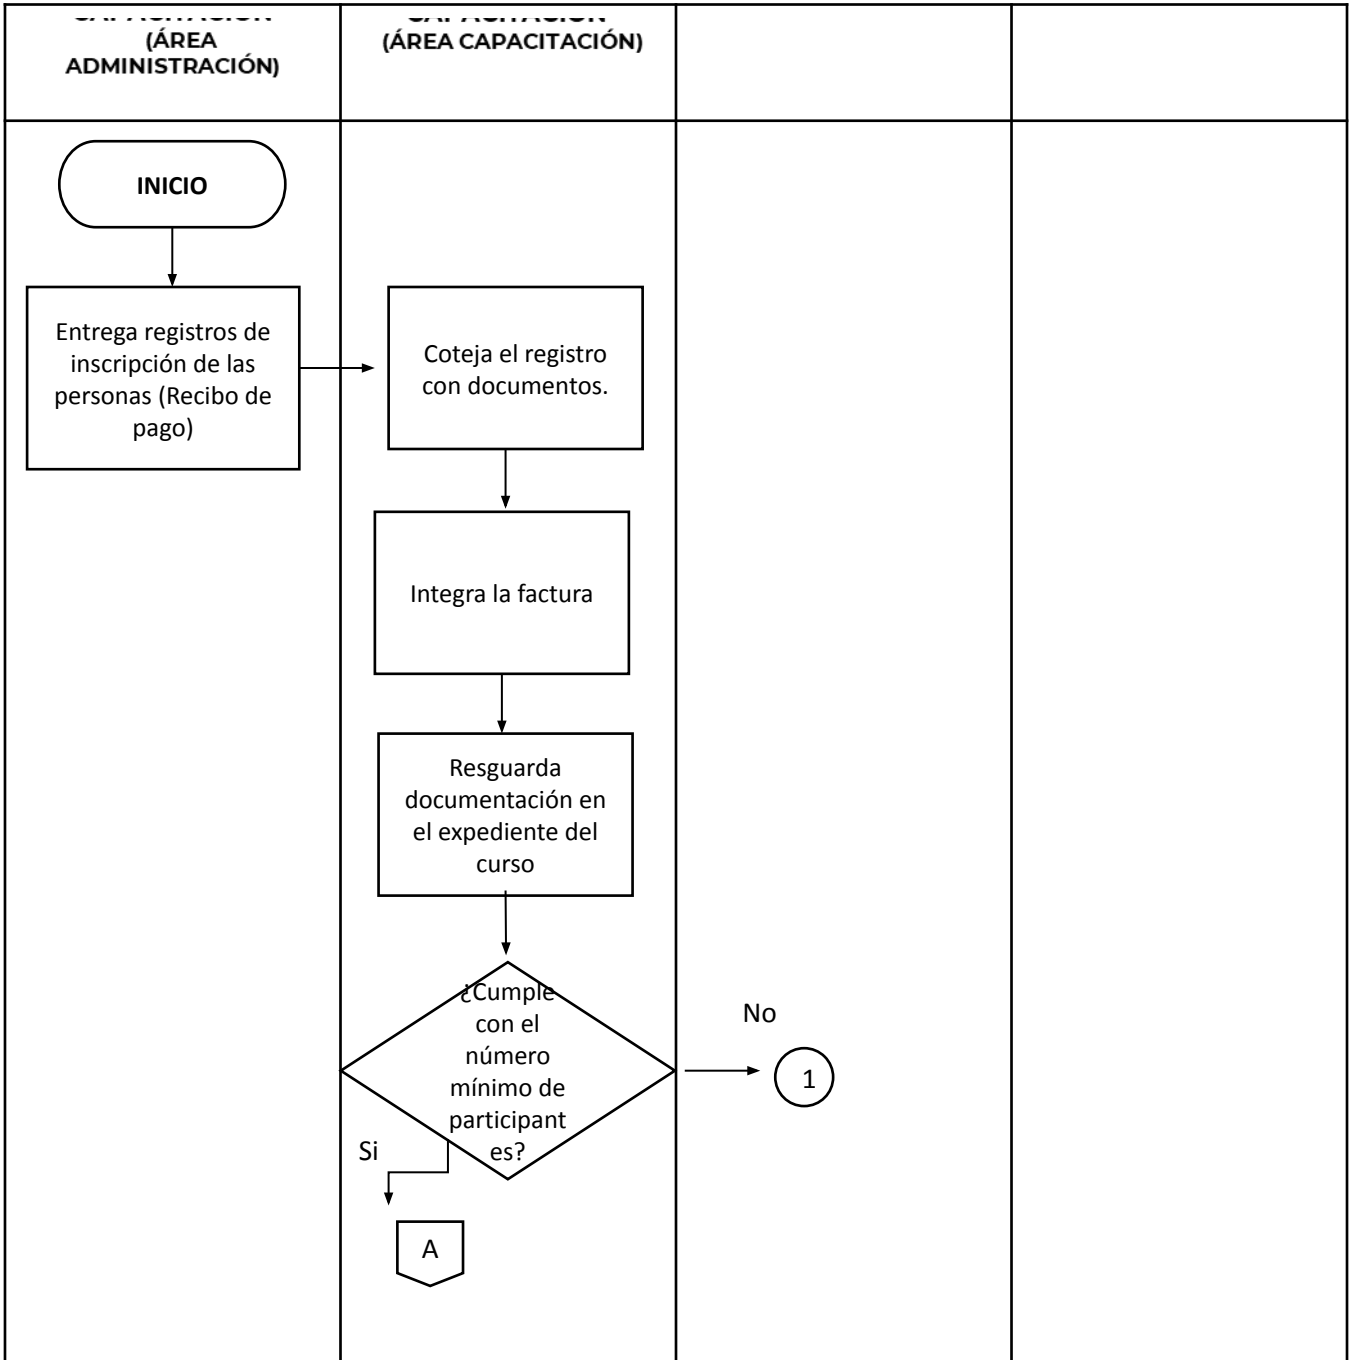 CAPACITACIÓN
(ÁREA
ADMINISTRACIÓN)
CAPACITACIÓN
(ÁREA CAPACITACIÓN)
INICIO
Entrega registros de
inscripción de las
personas (Recibo de
pago)
Coteja el registro
con documentos.
Integra la factura
Resguarda
documentación en
el expediente del
curso
¿Cumple
con el
número
mínimo de
participant
es?
No
1
Si
A